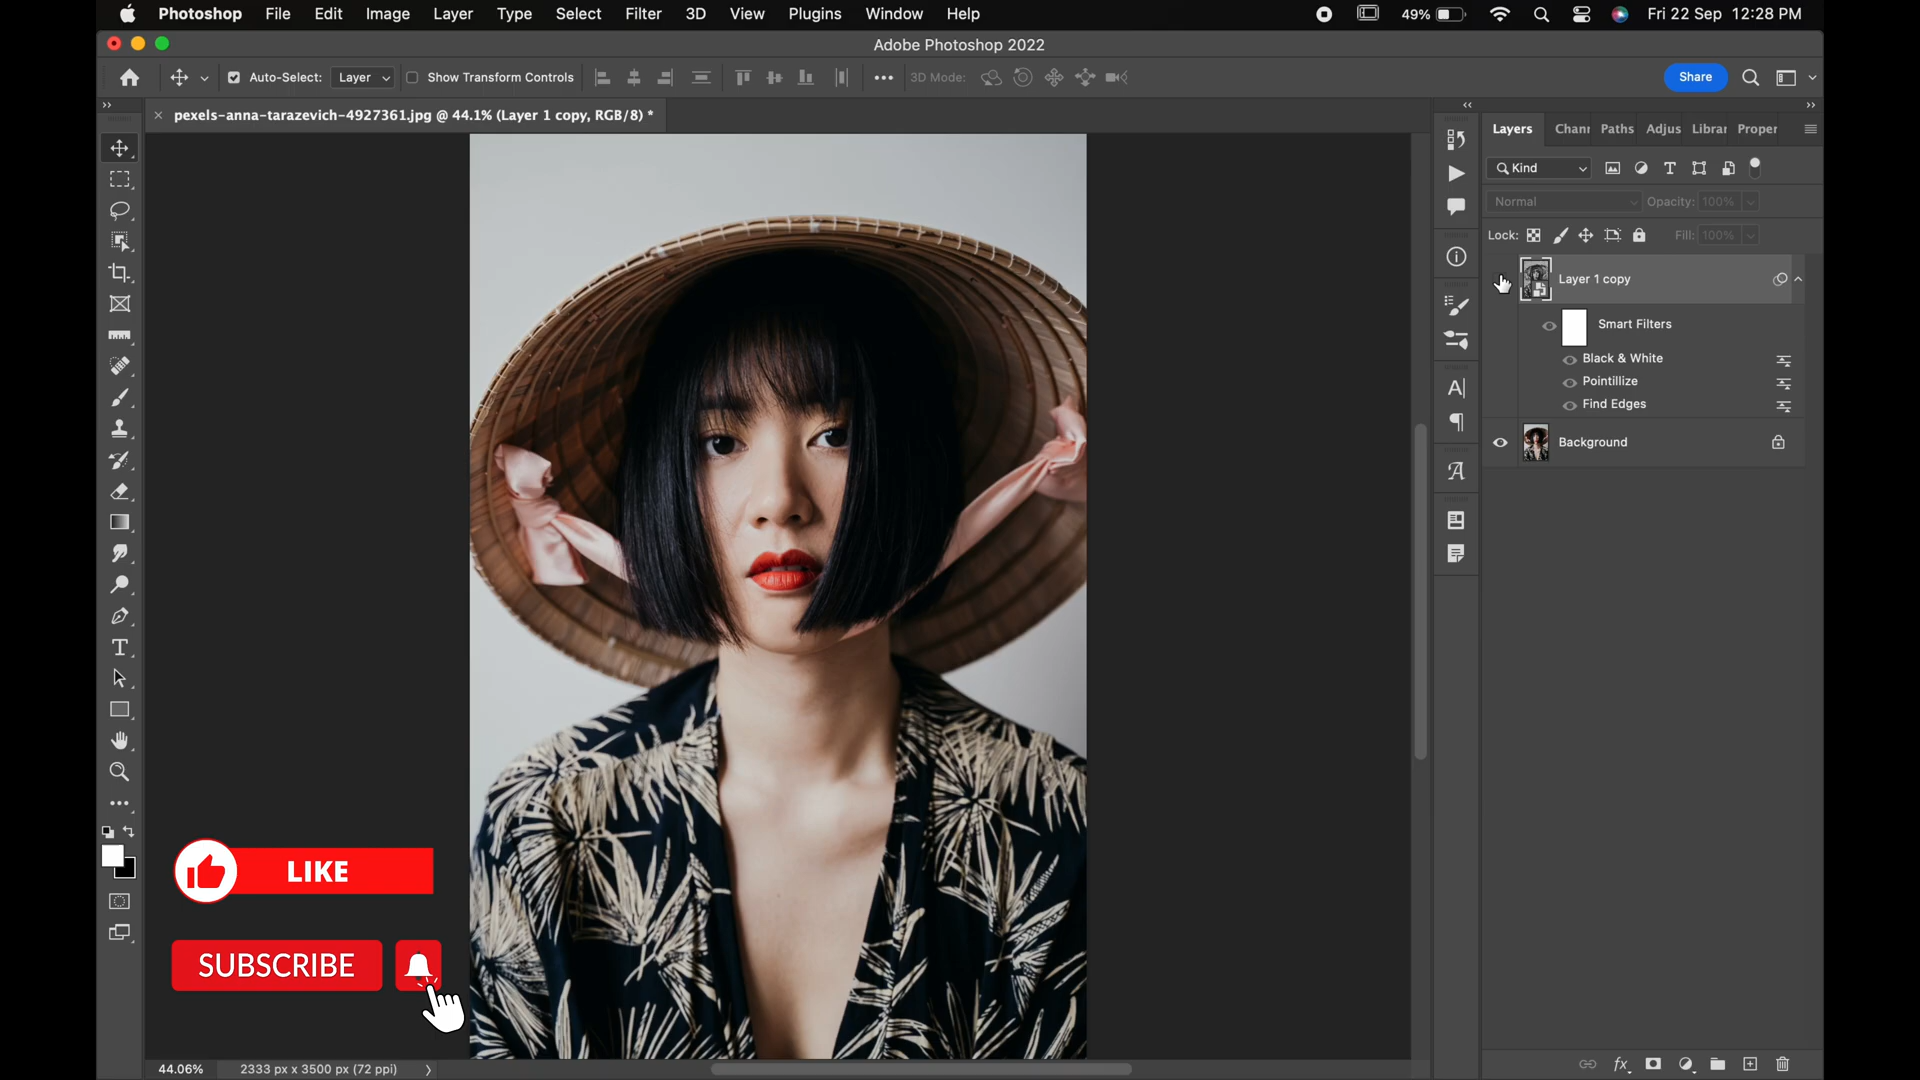 Photoshop File Edit Image Layer Type Select Filter 3D View Plugins Window Help 49% Fri 22 Sep 12:28 PM
Adobe Photoshop 2022
Auto-Select: Layer Show Transform Controls 3D Mode: Share
pexels-anna-tarazevich-4927361.jpg @ 44.1% (Layer 1 copy, RGB/8) *
Layers Chann Paths Adjus Librar Proper
Kind
Normal Opacity: 100%
Lock: Fill: 100%
Layer 1 copy
Smart Filters
Black & White
Pointillize
Find Edges
Background
LIKE
SUBSCRIBE
44.06% 2333 px x 3500 px (72 ppi)